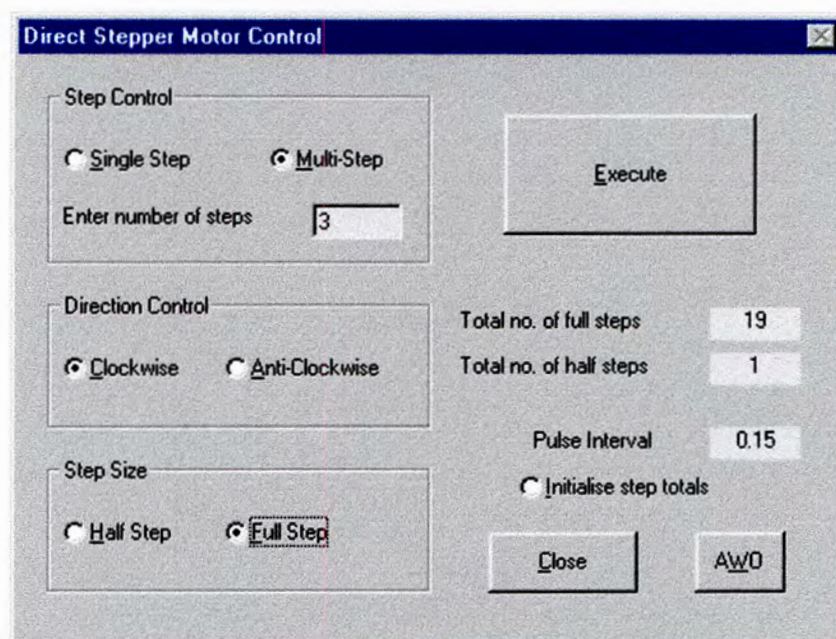 Direct Stepper Motor Control
Step Control
Single Step
Multi-Step
Enter number of steps
3
Execute
Direction Control
Clockwise
Anti-Clockwise
Total no. of full steps
19
Total no. of half steps
1
Pulse Interval
0.15
Initialise step totals
Step Size
Half Step
Full Step
Close
AWO